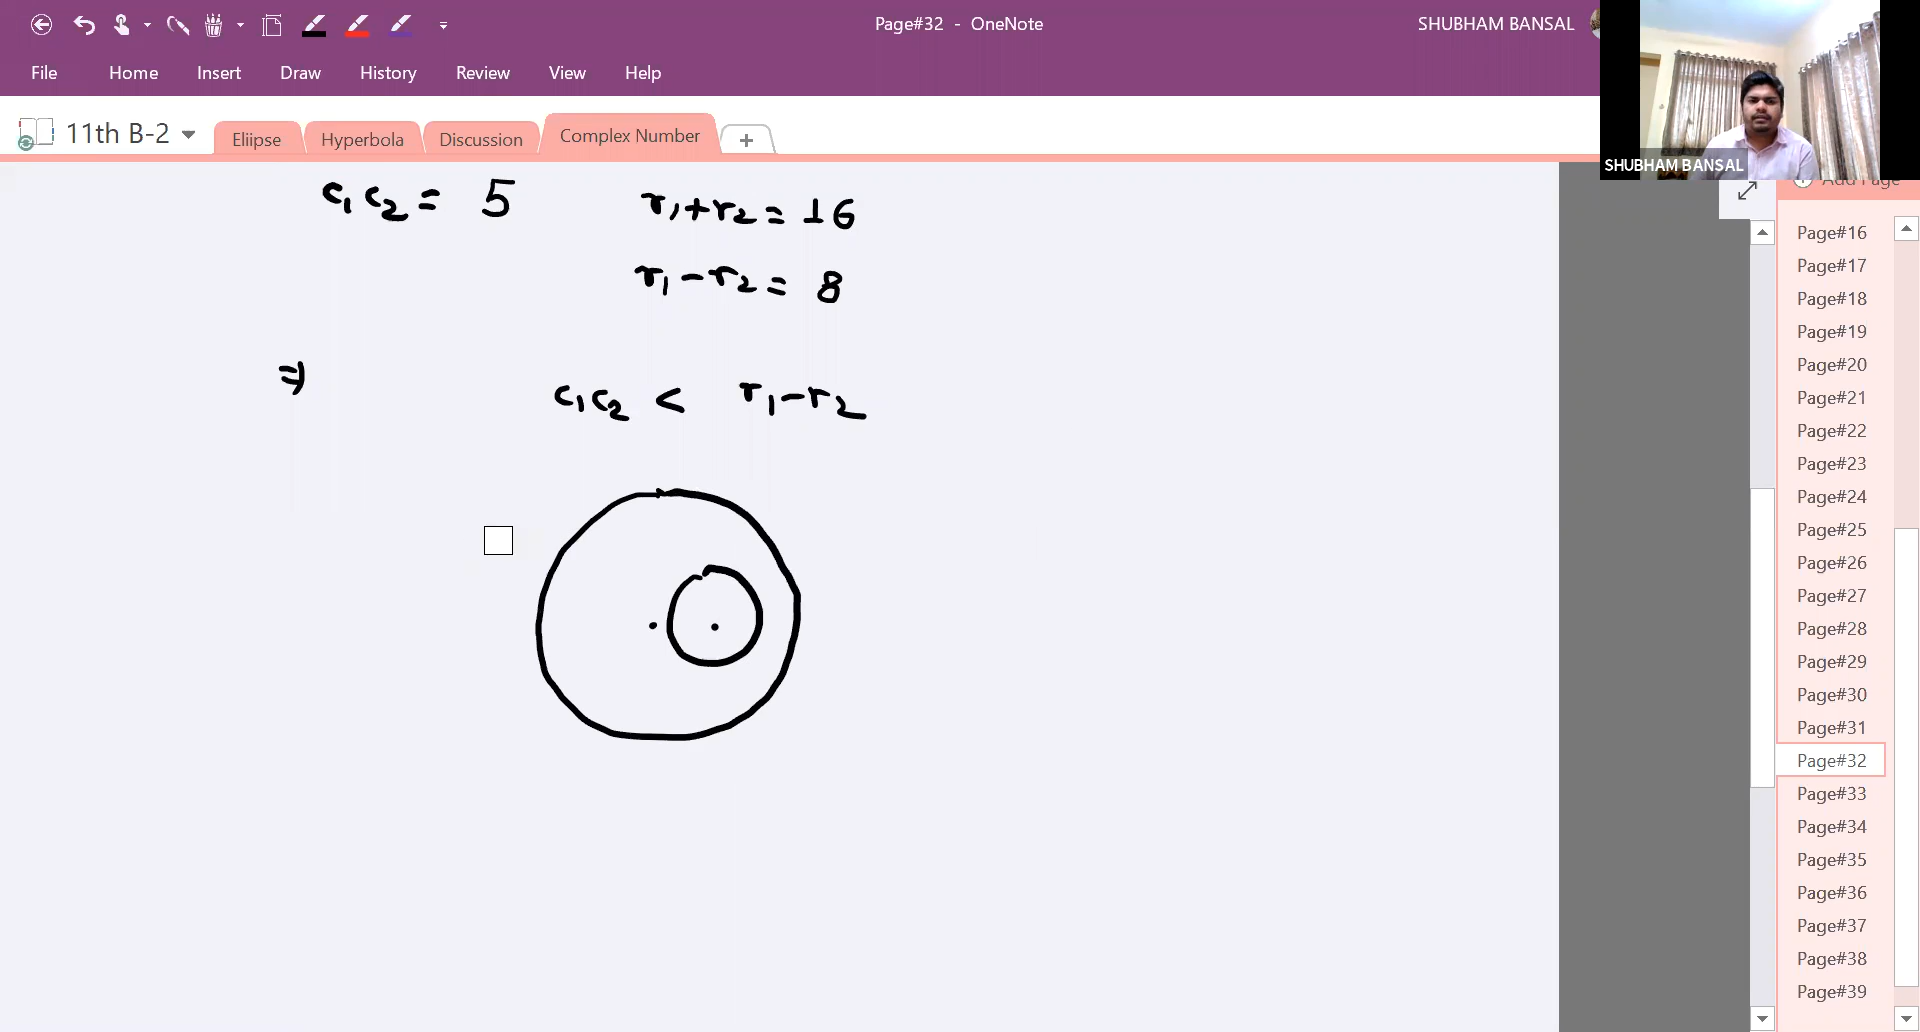 Page#32 - OneNote
SHUBHAM BANSAL
File Home Insert Draw History Review View Help
SHUBHAM BANSAL
11th B-2 Eliipse Hyperbola Discussion Complex Number +
Add Page
c₁c₂ = 5 r₁+r₂ = 16
r₁-r₂ = 8
⇒ c₁c₂ < r₁-r₂
Page#16
Page#17
Page#18
Page#19
Page#20
Page#21
Page#22
Page#23
Page#24
Page#25
Page#26
Page#27
Page#28
Page#29
Page#30
Page#31
Page#32
Page#33
Page#34
Page#35
Page#36
Page#37
Page#38
Page#39